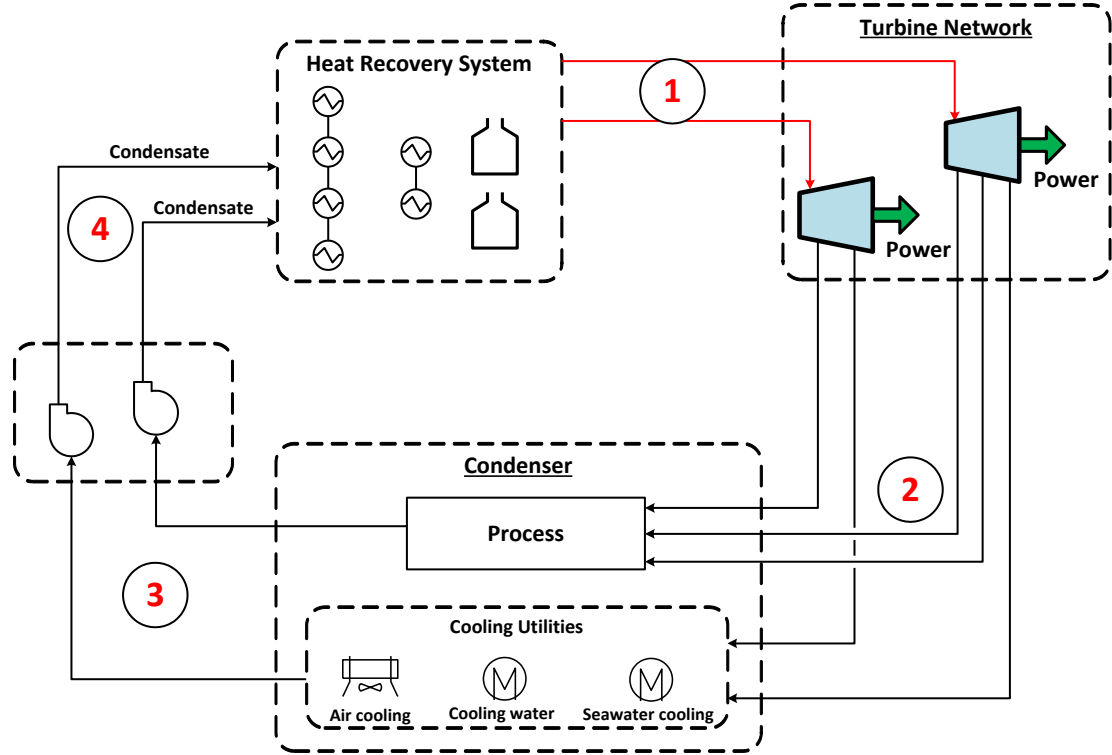 Turbine Network
Heat Recovery System
1
Power
Condensate
Condensate
4
Power
Condenser
2
Process
3
Cooling Utilities
Air cooling
Cooling water
Seawater cooling